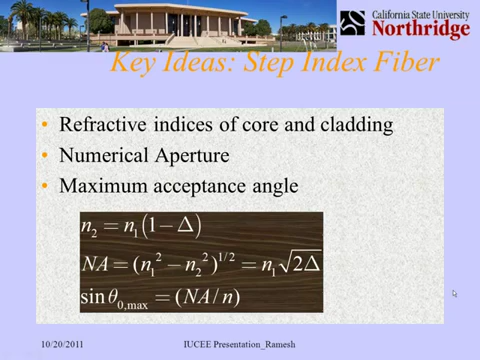 California State University
Northridge
Key Ideas: Step Index Fiber
• Refractive indices of core and cladding
• Numerical Aperture
• Maximum acceptance angle
n₂ = n₁(1 − Δ)
NA = (n₁² − n₂²)^{1/2} = n₁√2Δ
sin θ₀,max = (NA / n)
10/20/2011 IUCEE Presentation_Ramesh